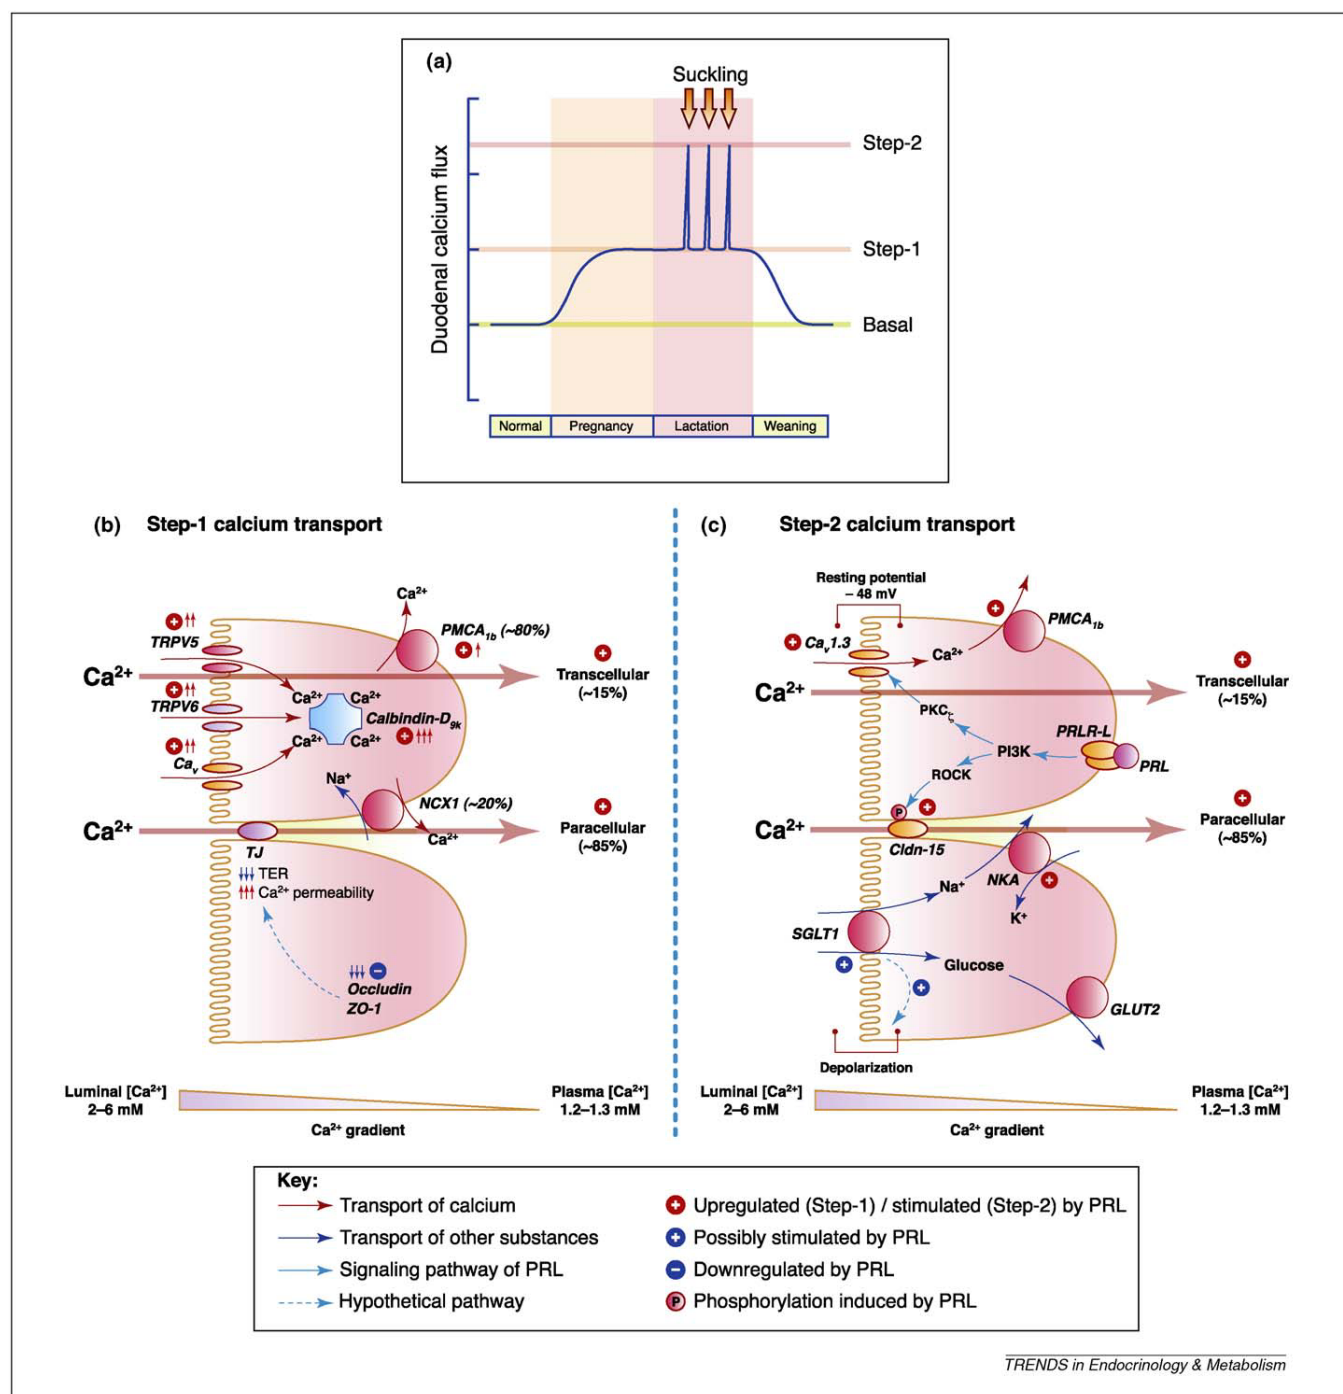 (a)
Suckling
Duodenal calcium flux
Step-2
Step-1
Basal
Normal
Pregnancy
Lactation
Weaning
(b) Step-1 calcium transport
Ca²⁺
PMCA₁b (~80%)
TRPV5
Ca²⁺
Transcellular
(~15%)
TRPV6
Ca²⁺ Ca²⁺
Calbindin-D₉k
Ca²⁺ Ca²⁺
Caᵥ
Na⁺
NCX1 (~20%)
Ca²⁺
Ca²⁺
Paracellular
(~85%)
TJ
↓↓↓ TER
↑↑↑ Ca²⁺ permeability
Occludin
ZO-1
Luminal [Ca²⁺]
2–6 mM
Plasma [Ca²⁺]
1.2–1.3 mM
Ca²⁺ gradient
(c) Step-2 calcium transport
Resting potential
– 48 mV
PMCA₁b
Caᵥ1.3
Ca²⁺
Ca²⁺
Transcellular
(~15%)
PKCζ
PRLR-L
PI3K
PRL
ROCK
P
Ca²⁺
Paracellular
(~85%)
Cldn-15
NKA
Na⁺
K⁺
SGLT1
Glucose
GLUT2
Depolarization
Luminal [Ca²⁺]
2–6 mM
Plasma [Ca²⁺]
1.2–1.3 mM
Ca²⁺ gradient
Key:
Transport of calcium
Transport of other substances
Signaling pathway of PRL
Hypothetical pathway
Upregulated (Step-1) / stimulated (Step-2) by PRL
Possibly stimulated by PRL
Downregulated by PRL
P Phosphorylation induced by PRL
TRENDS in Endocrinology & Metabolism